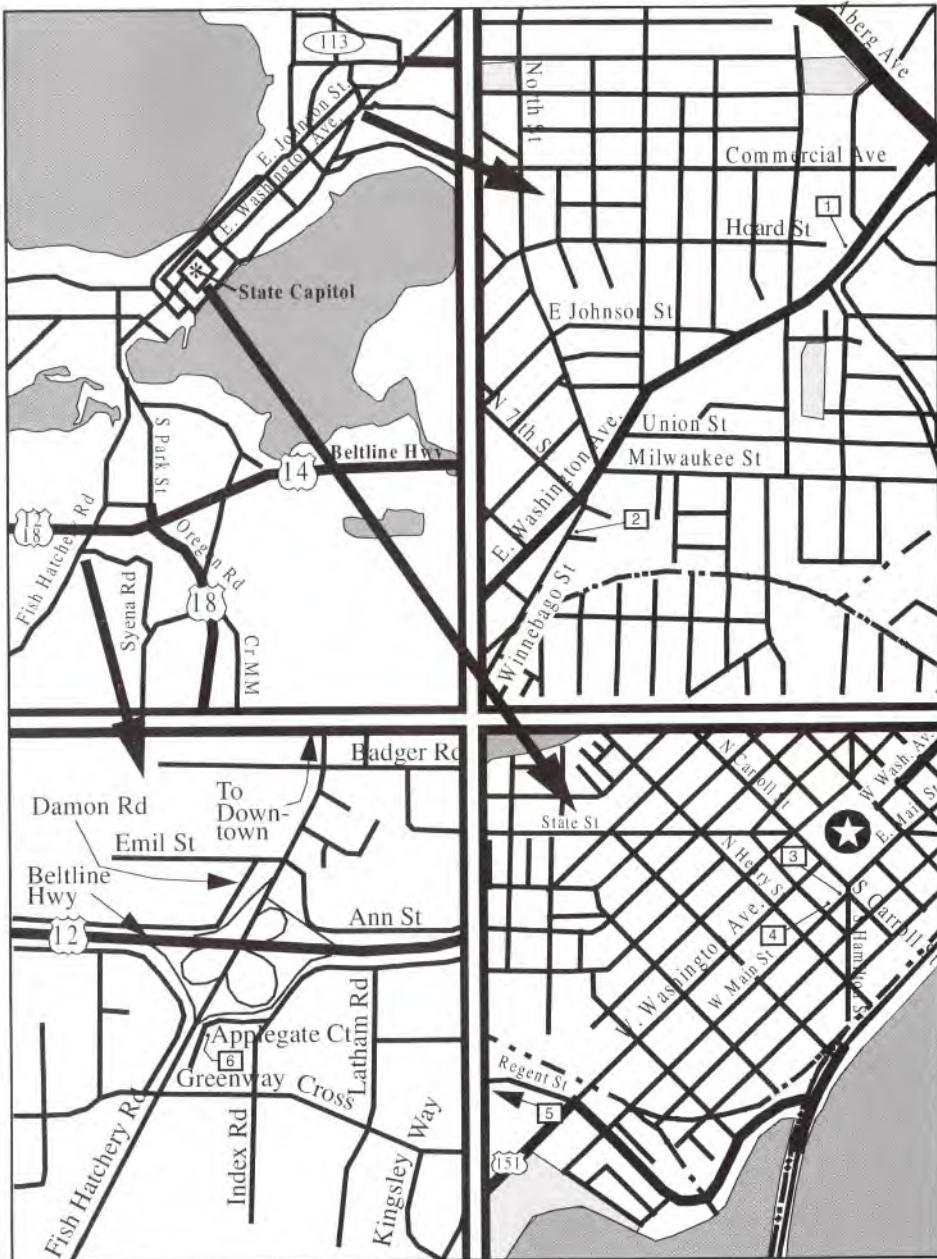 113
E. Johnson St.
E. Washington Ave.
State Capitol
S Park St
Beltline Hwy
14
12
18
Fish Hatchery Rd
Oregon Rd
Syena Rd
18
Cr MM
Aberg Ave
North St
Commercial Ave
1
Hoard St
E Johnson St
N 7th S
E. Washington Ave.
Union St
Milwaukee St
2
Winnebago St
Badger Rd
To
Down-
town
Damon Rd
Emil St
Beltline
Hwy
12
Ann St
Applegate Ct
6
Latham Rd
Greenway Cross
Fish Hatchery Rd
Index Rd
Kingsley Way
N Carroll St
W Wash. Av.
E. Main St
State St
3
N Henry S
4
S Carroll St
S Hamilton S
W. Washington Ave.
W Main St
Regent St
5
151